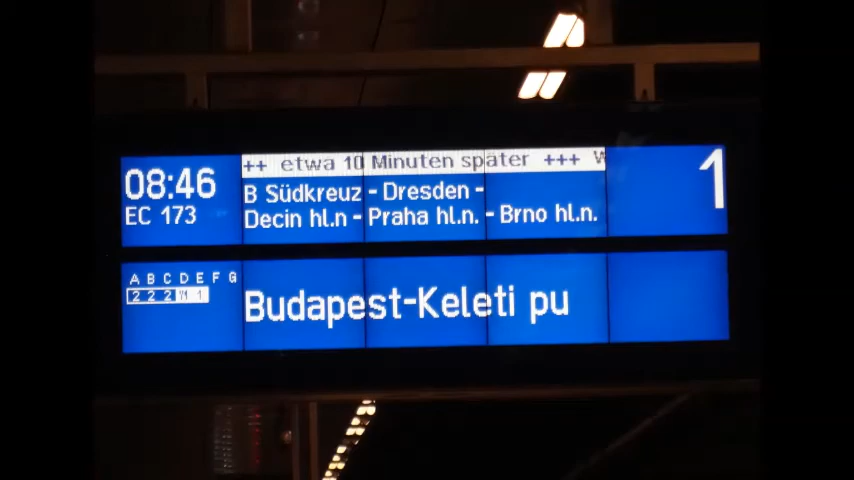 ++ etwa 10 Minuten später +++ W
08:46
EC 173
B Südkreuz - Dresden -
Decin hl.n - Praha hl.n. - Brno hl.n.
1
A B C D E F G
2 2 2 1
Budapest-Keleti pu